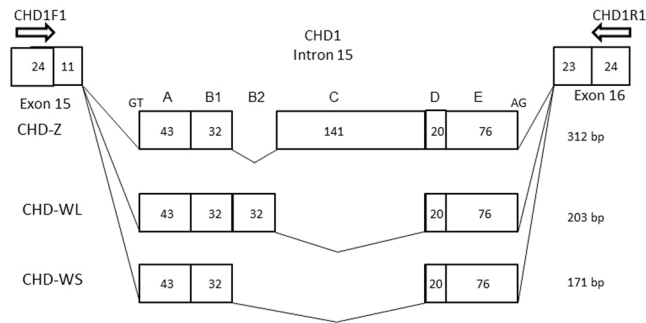 CHD1F1
CHD1R1
CHD1
Intron 15
24 11
23 24
Exon 15
Exon 16
GT A B1 B2 C D E AG
CHD-Z 43 32 141 20 76 312 bp
CHD-WL 43 32 32 20 76 203 bp
CHD-WS 43 32 20 76 171 bp